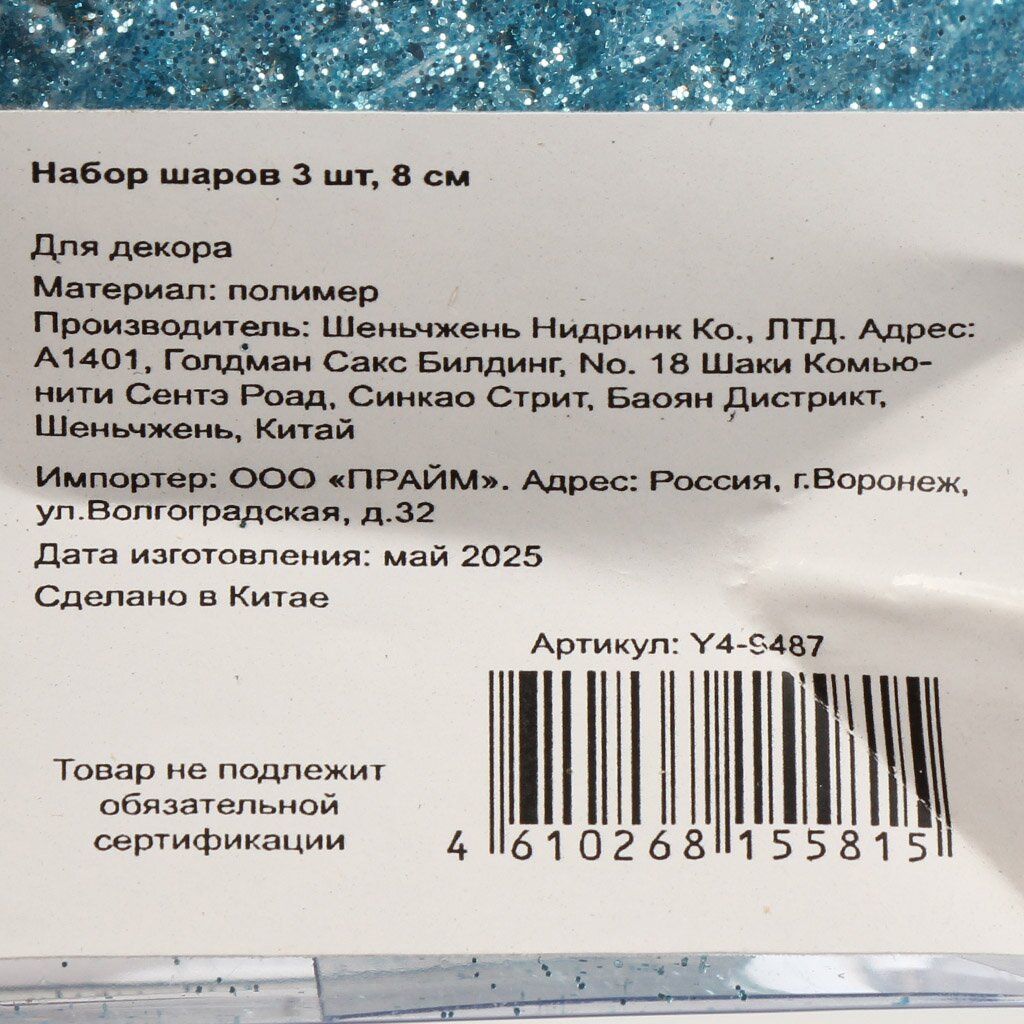 Набор шаров 3 шт, 8 см
Для декора
Материал: полимер
Производитель: Шеньчжень Нидринк Ко., ЛТД. Адрес:
А1401, Голдман Сакс Билдинг, No. 18 Шаки Комью-
нити Сентэ Роад, Синкао Стрит, Баоян Дистрикт,
Шеньчжень, Китай
Импортер: ООО «ПРАЙМ». Адрес: Россия, г.Воронеж,
ул.Волгоградская, д.32
Дата изготовления: май 2025
Сделано в Китае
Артикул: Y4-S487
Товар не подлежит
обязательной
сертификации
4 610268 155815